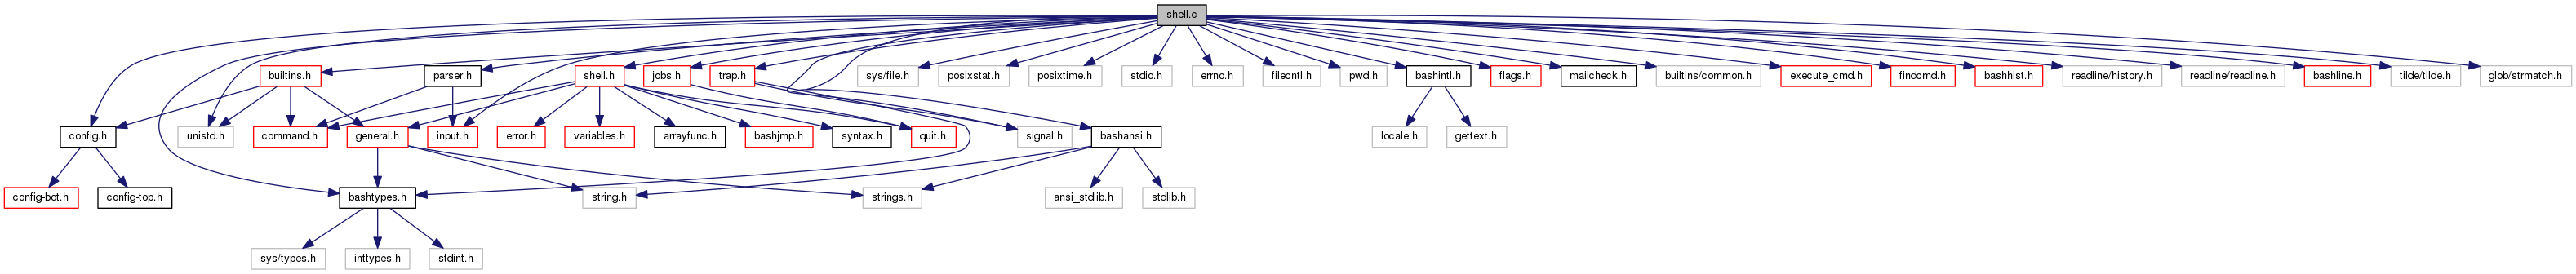 shell.c
builtins.h
parser.h
shell.h
jobs.h
trap.h
sys/file.h
posixstat.h
posixtime.h
stdio.h
errno.h
filecntl.h
pwd.h
bashintl.h
flags.h
mailcheck.h
builtins/common.h
execute_cmd.h
findcmd.h
bashhist.h
readline/history.h
readline/readline.h
bashline.h
tilde/tilde.h
glob/strmatch.h
config.h
unistd.h
command.h
general.h
input.h
error.h
variables.h
arrayfunc.h
bashjmp.h
syntax.h
quit.h
signal.h
bashansi.h
locale.h
gettext.h
config-bot.h
config-top.h
bashtypes.h
string.h
strings.h
ansi_stdlib.h
stdlib.h
sys/types.h
inttypes.h
stdint.h